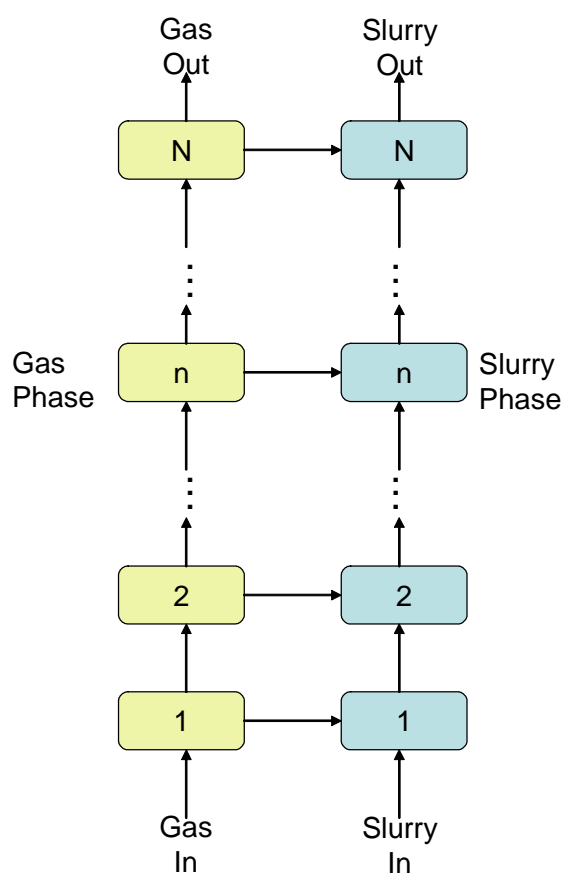 Gas
Out
Slurry
Out
N
N
⋮
⋮
Gas
Phase
n
n
Slurry
Phase
⋮
⋮
2
2
1
1
Gas
In
Slurry
In